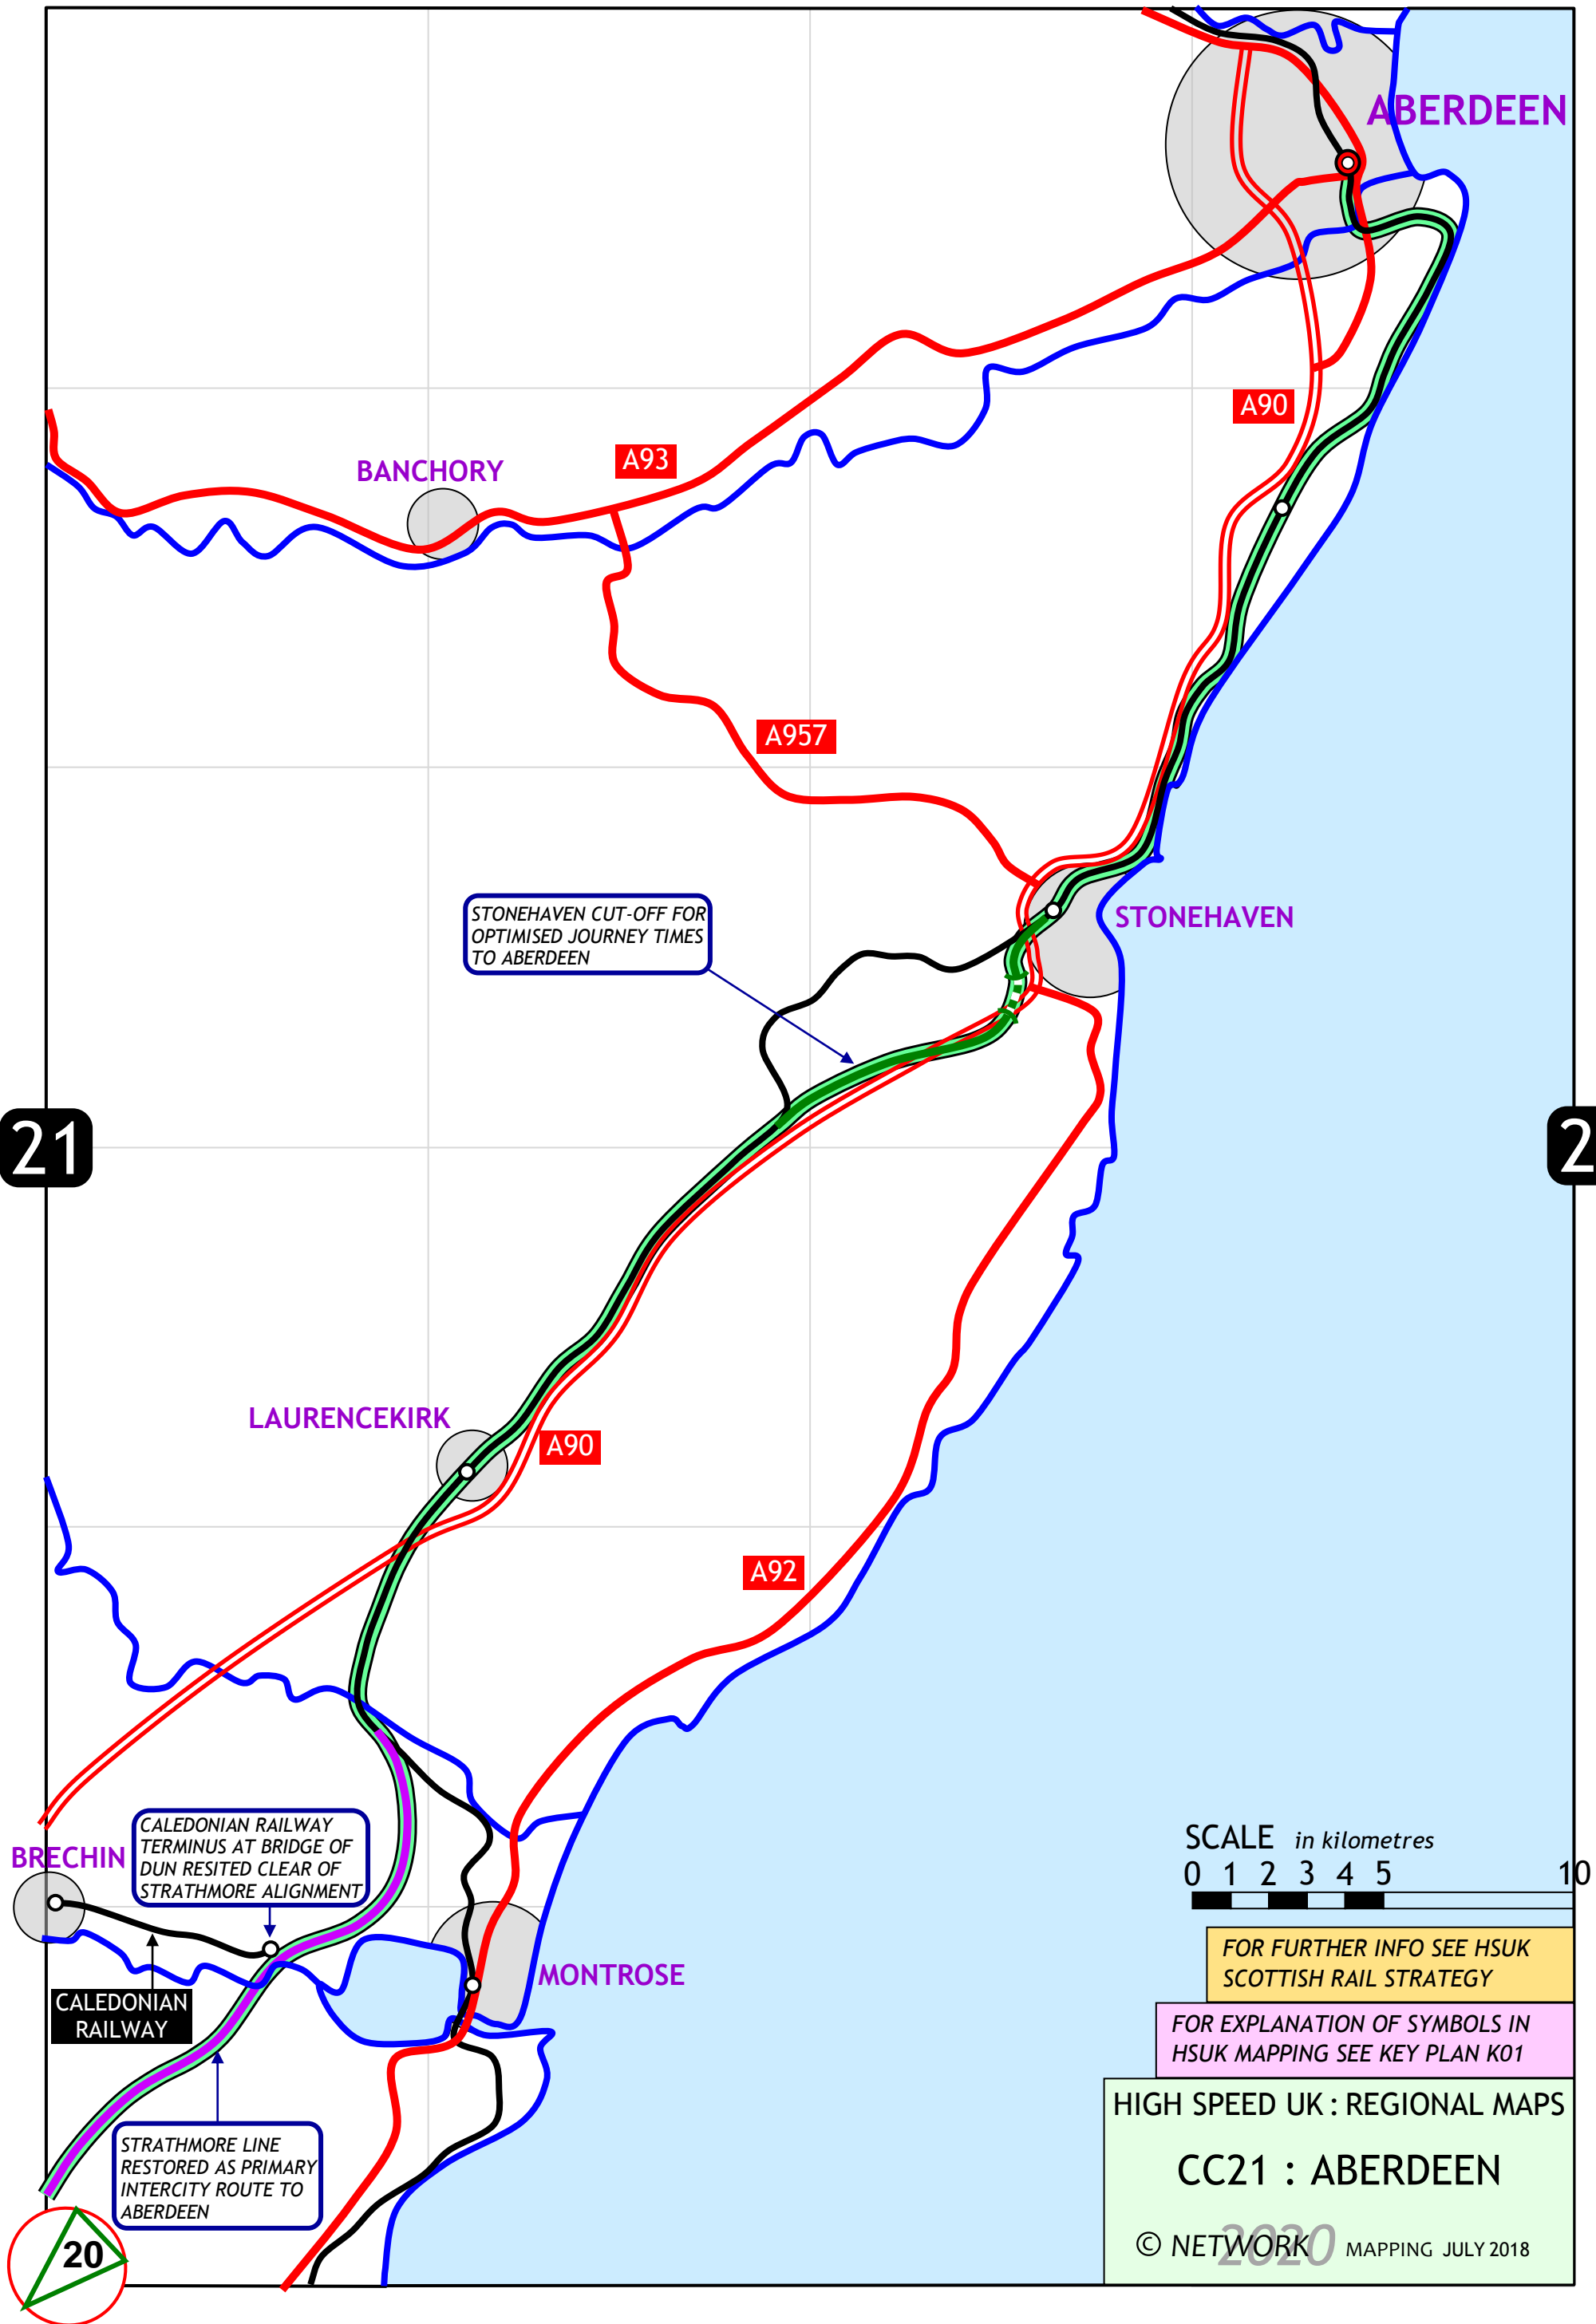 ABERDEEN
A90
A93
BANCHORY
A957
STONEHAVEN CUT-OFF FOR
OPTIMISED JOURNEY TIMES
TO ABERDEEN
STONEHAVEN
21
2
LAURENCEKIRK
A90
A92
CALEDONIAN RAILWAY
TERMINUS AT BRIDGE OF
DUN RESITED CLEAR OF
STRATHMORE ALIGNMENT
BRECHIN
MONTROSE
CALEDONIAN
RAILWAY
STRATHMORE LINE
RESTORED AS PRIMARY
INTERCITY ROUTE TO
ABERDEEN
20
SCALE in kilometres
0 1 2 3 4 5 10
FOR FURTHER INFO SEE HSUK
SCOTTISH RAIL STRATEGY
FOR EXPLANATION OF SYMBOLS IN
HSUK MAPPING SEE KEY PLAN K01
HIGH SPEED UK : REGIONAL MAPS
CC21 : ABERDEEN
© NETWORK 2020 MAPPING JULY 2018